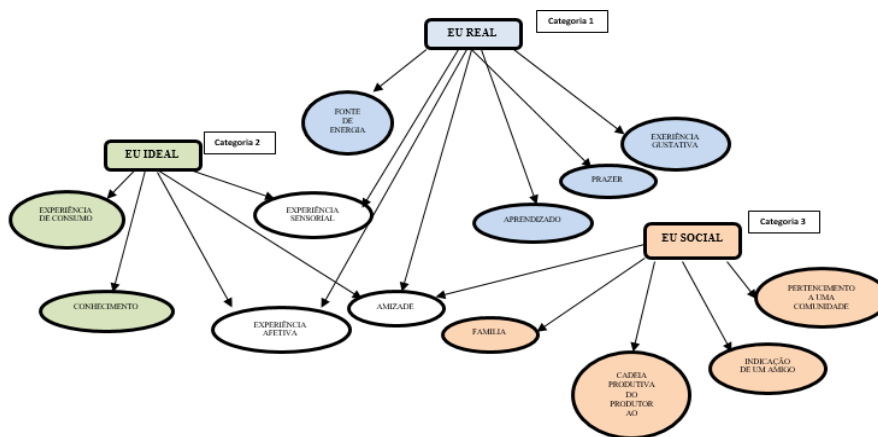 EU REAL
Categoria 1
FONTE
DE
ENERGIA
EXERIÊNCIA
GUSTATIVA
EU IDEAL
Categoria 2
PRAZER
EXPERIÊNCIA
DE CONSUMO
EXPERIÊNCIA
SENSORIAL
APRENDIZADO
EU SOCIAL
Categoria 3
CONHECIMENTO
EXPERIÊNCIA
AFETIVA
AMIZADE
FAMILIA
PERTENCIMENTO
A UMA
COMUNIDADE
CADEIA
PRODUTIVA
DO
PRODUTOR
AO
INDICAÇÃO
DE UM AMIGO